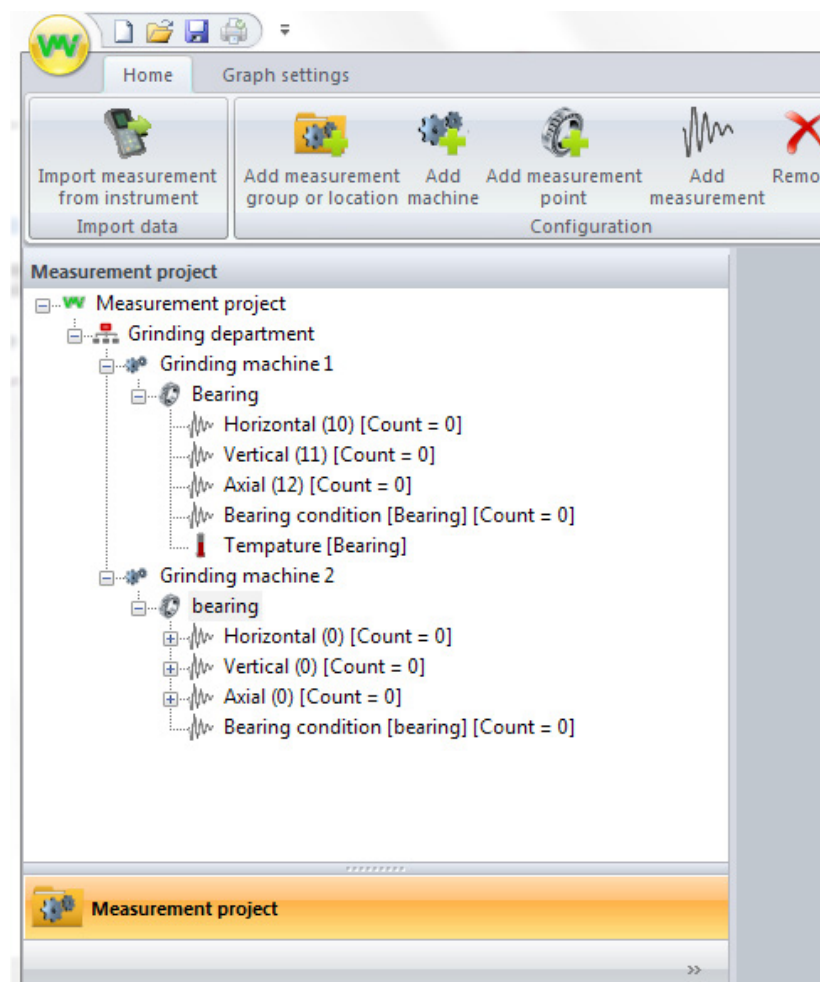 Home Graph settings
Import measurement from instrument
Add measurement group or location
Add machine
Add measurement point
Add measurement
Remo
Import data
Configuration
Measurement project
Measurement project
Grinding department
Grinding machine 1
Bearing
Horizontal (10) [Count = 0]
Vertical (11) [Count = 0]
Axial (12) [Count = 0]
Bearing condition [Bearing] [Count = 0]
Tempature [Bearing]
Grinding machine 2
bearing
Horizontal (0) [Count = 0]
Vertical (0) [Count = 0]
Axial (0) [Count = 0]
Bearing condition [bearing] [Count = 0]
Measurement project